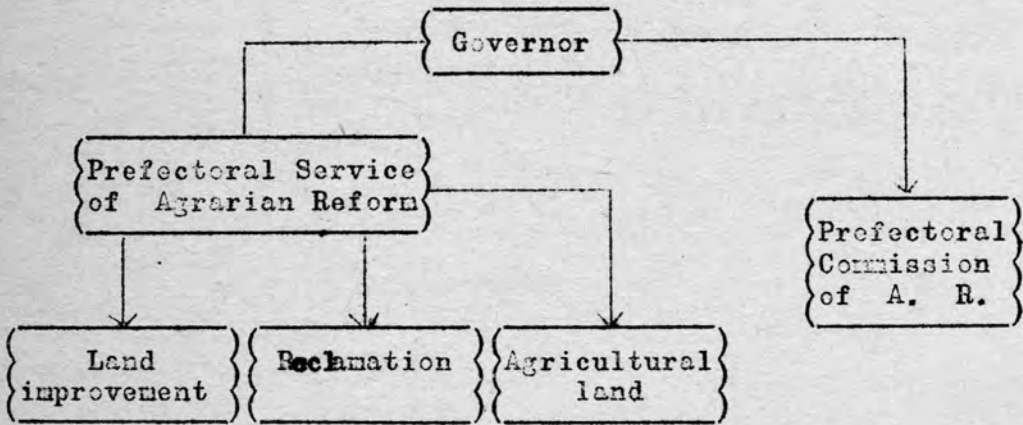 Governor
Prefectoral Service
of Agrarian Reform
Prefectoral
Commission
of A. R.
Land
improvement
Reclamation
Agricultural
land